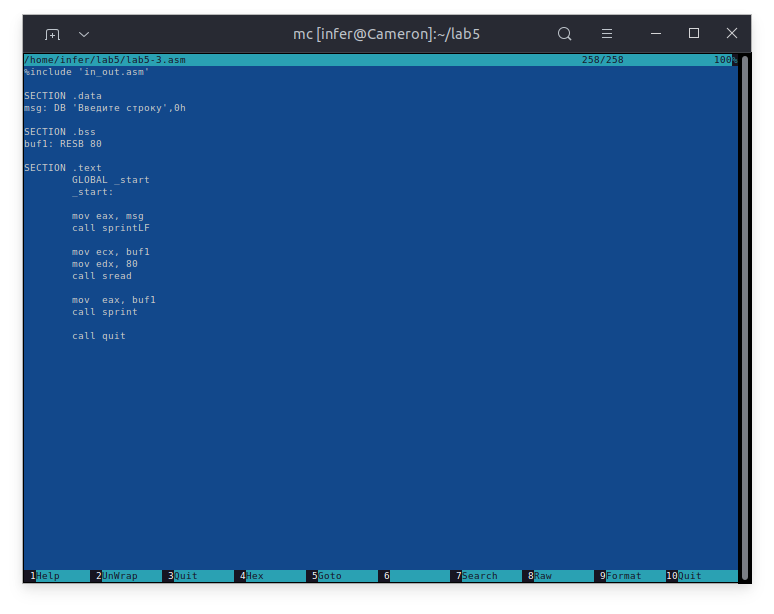 mc [infer@Cameron]:~/lab5
/home/infer/lab5/lab5-3.asm 258/258 100%
%include 'in_out.asm'
SECTION .data
msg: DB 'Введите строку',0h
SECTION .bss
buf1: RESB 80
SECTION .text
GLOBAL _start
_start:
mov eax, msg
call sprintLF
mov ecx, buf1
mov edx, 80
call sread
mov  eax, buf1
call sprint
call quit
1Help 2UnWrap 3Quit 4Hex 5Goto 6 7Search 8Raw 9Format 10Quit